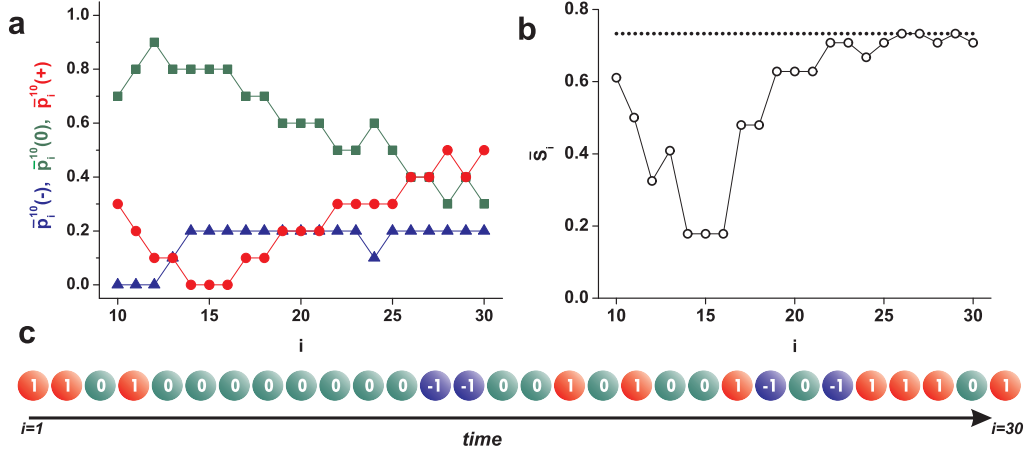 a
p̄ᵢ¹⁰(-), p̄ᵢ¹⁰(0), p̄ᵢ¹⁰(+)
1.0
0.8
0.6
0.4
0.2
0.0
10 15 20 25 30
i
b
S̄ᵢ
0.8
0.6
0.4
0.2
0.0
10 15 20 25 30
i
c
1 1 0 1 0 0 0 0 0 0 0 0 -1 -1 0 0 1 0 1 0 0 1 -1 0 -1 1 1 1 0 1
i=1 i=30
time